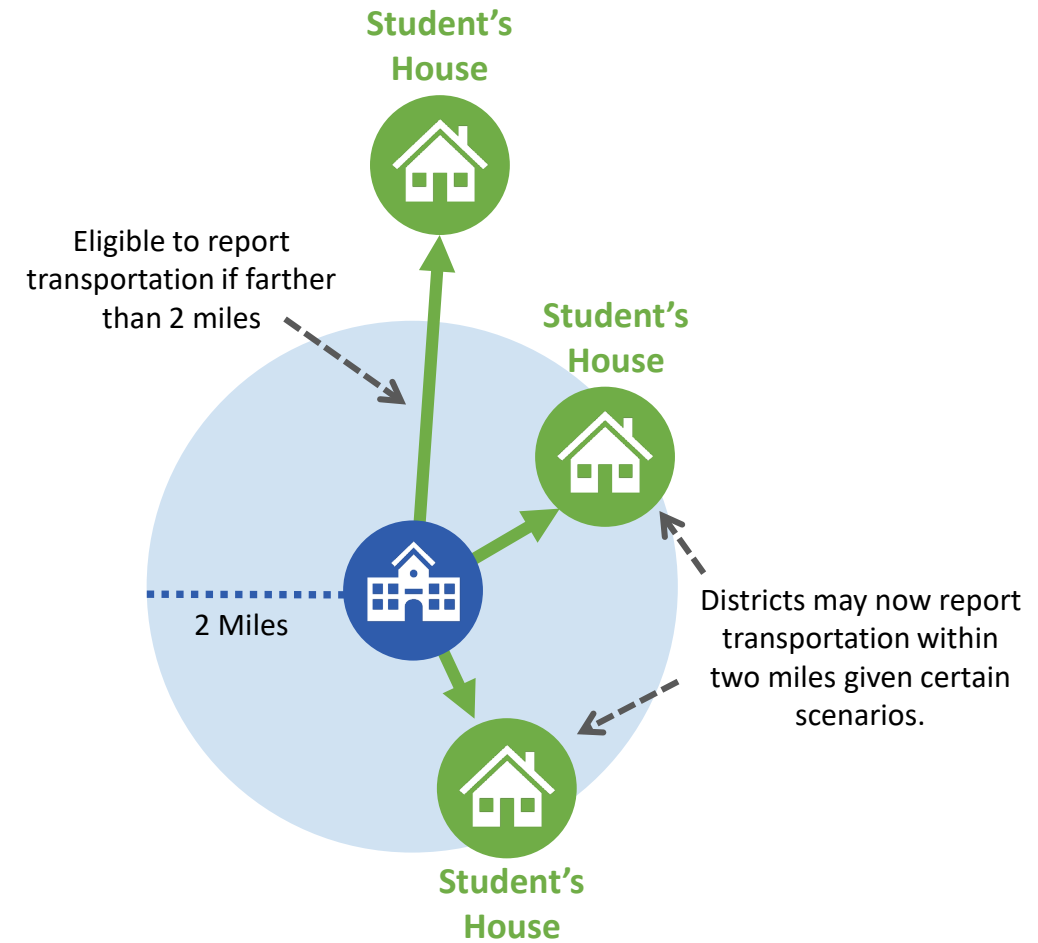 Student’s
House
Eligible to report
transportation if farther
than 2 miles
Student’s
House
2 Miles
Districts may now report
transportation within
two miles given certain
scenarios.
Student’s
House